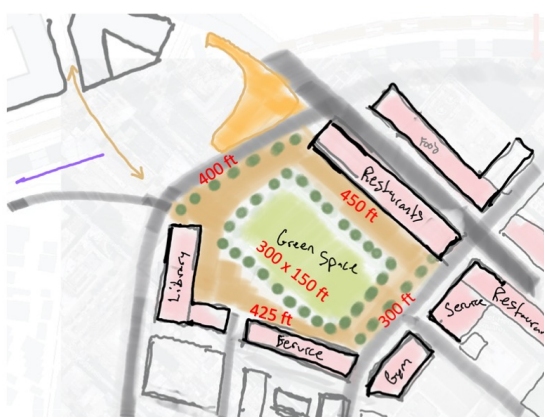 Food
400 ft
Restaurants
450 ft
Green Space
300 x 150 ft
Library
300 ft
Service
Restauran
425 ft
Service
Gym